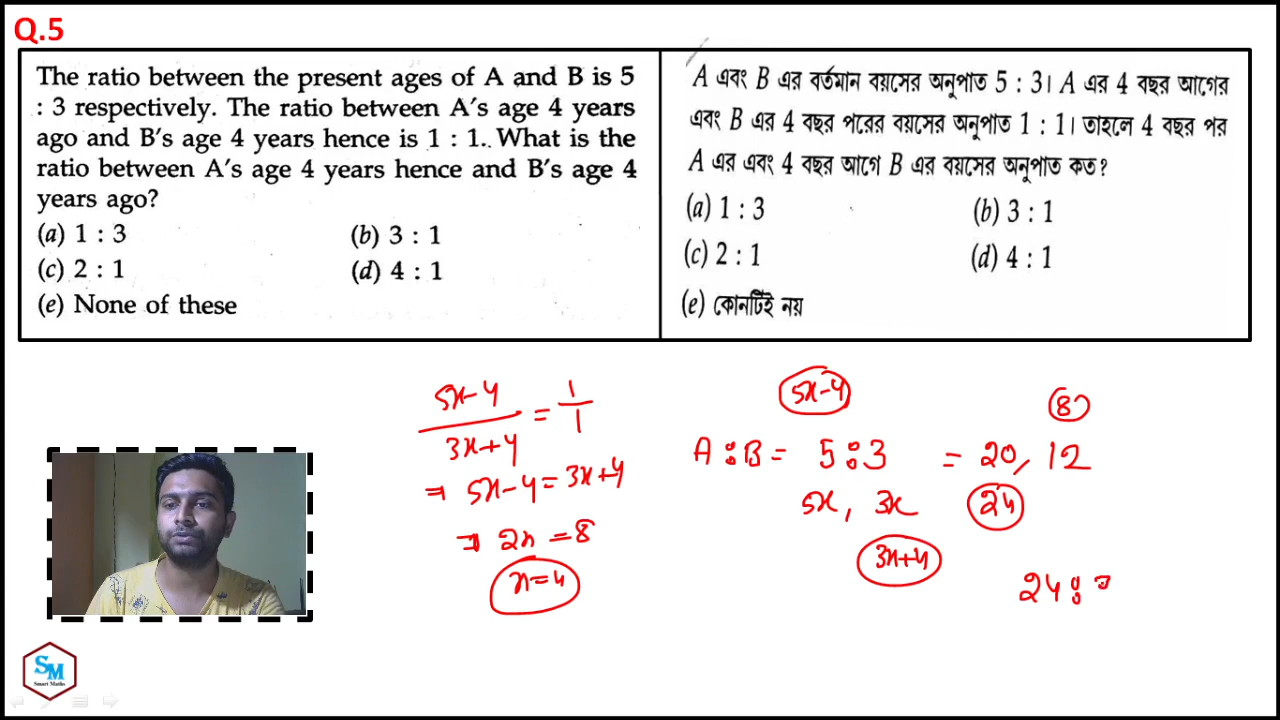 Q.5
The ratio between the present ages of A and B is 5
: 3 respectively. The ratio between A's age 4 years
ago and B's age 4 years hence is 1 : 1. What is the
ratio between A's age 4 years hence and B's age 4
years ago?
(a) 1 : 3 (b) 3 : 1
(c) 2 : 1 (d) 4 : 1
(e) None of these
A এবং B এর বর্তমান বয়সের অনুপাত 5 : 3। A এর 4 বছর আগের
এবং B এর 4 বছর পরের বয়সের অনুপাত 1 : 1। তাহলে 4 বছর পর
A এর এবং 4 বছর আগে B এর বয়সের অনুপাত কত?
(a) 1 : 3 (b) 3 : 1
(c) 2 : 1 (d) 4 : 1
(e) কোনটিই নয়
5x-4 / 3x+4 = 1/1
⇒ 5x-4 = 3x+4
⇒ 2x = 8
x=4
5x-4
8
A : B = 5 : 3 = 20, 12
5x, 3x
24
3x+4
24 :
SM
Smart Maths